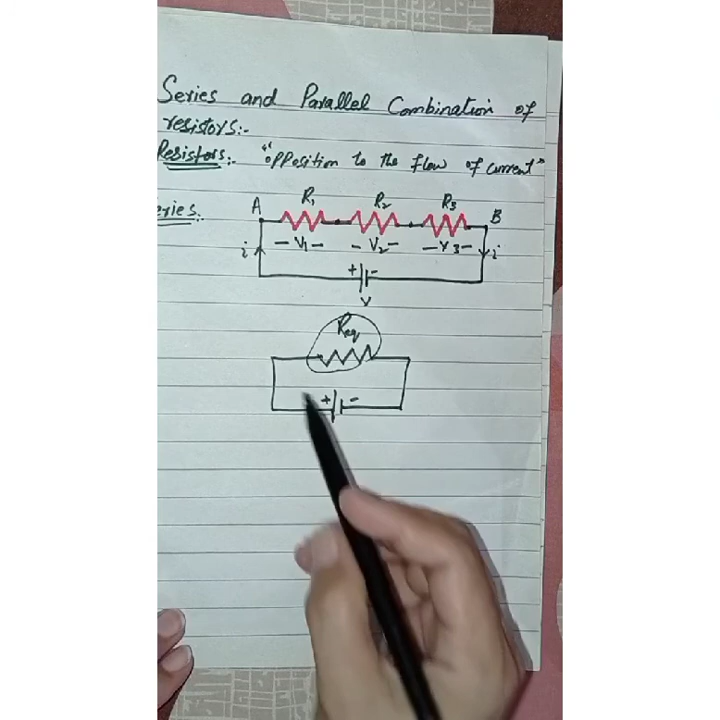 Series and Parallel Combination of
resistors:-
Resistors:- "opposition to the flow of current"
R1 R2 R3
eries. A B
i - V1 - - V2 - - V3 - i
+ -
V
Req
+ -